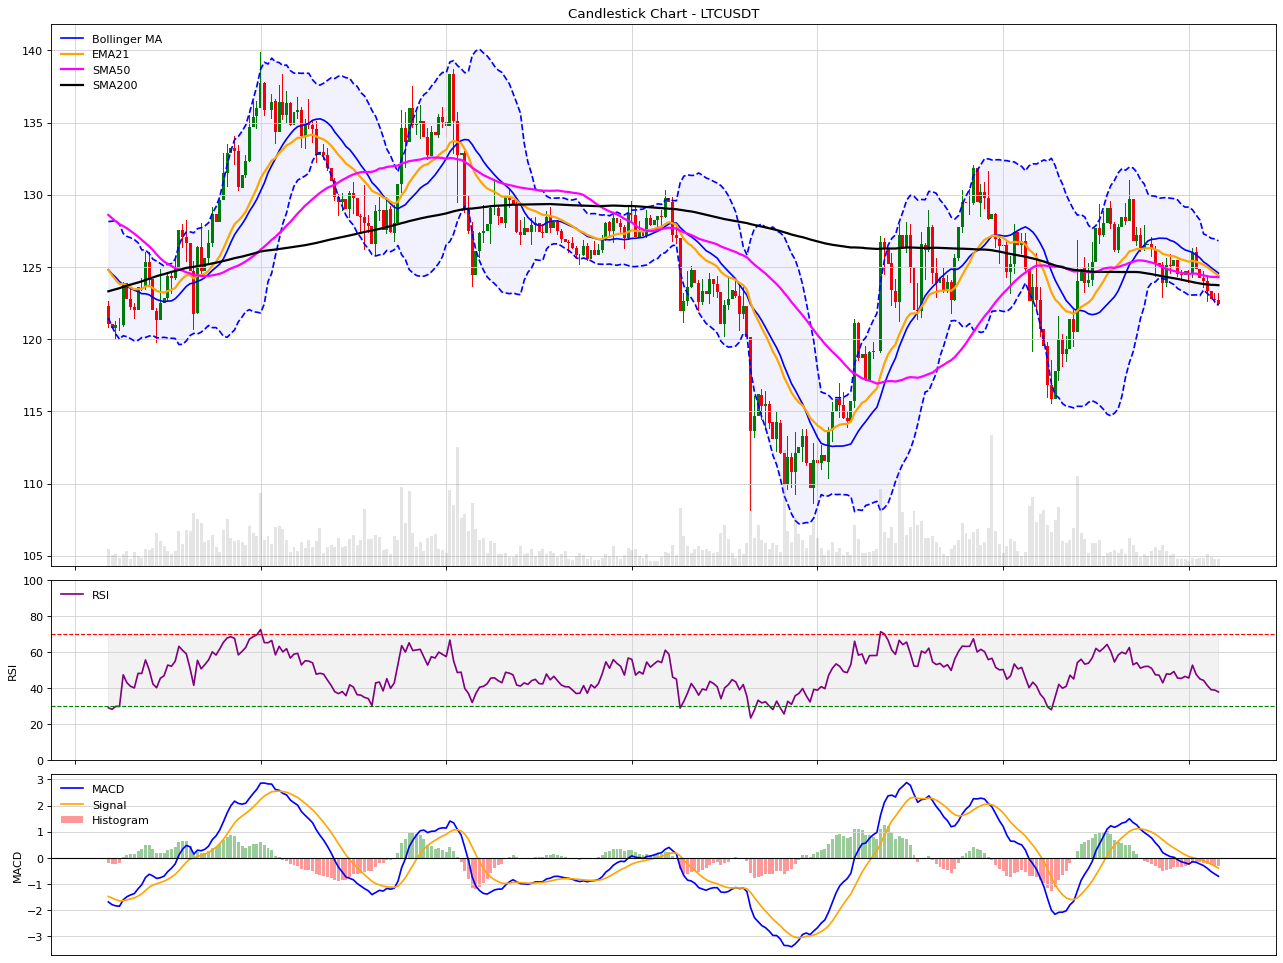 Candlestick Chart - LTCUSDT
Bollinger MA
EMA21
SMA50
SMA200
140
135
130
125
120
115
110
105
RSI
100
80
60
40
20
0
RSI
MACD
Signal
Histogram
3
2
1
0
−1
−2
−3
MACD